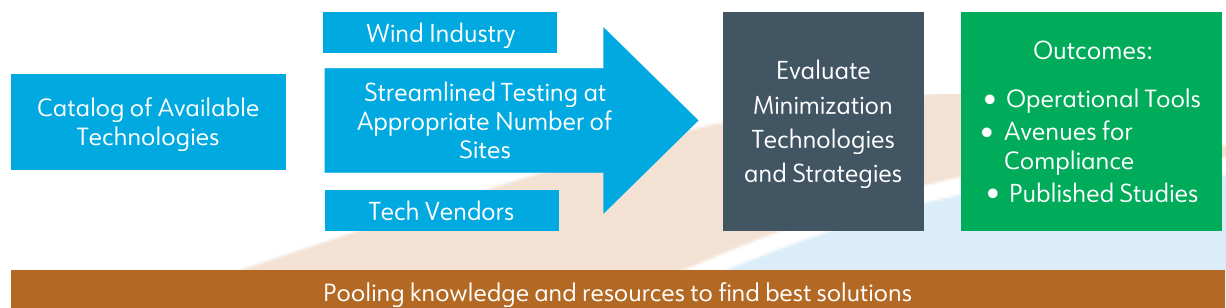 Catalog of Available
Technologies
Wind Industry
Streamlined Testing at
Appropriate Number of
Sites
Tech Vendors
Evaluate
Minimization
Technologies
and Strategies
Outcomes:
• Operational Tools
• Avenues for
Compliance
• Published Studies
Pooling knowledge and resources to find best solutions